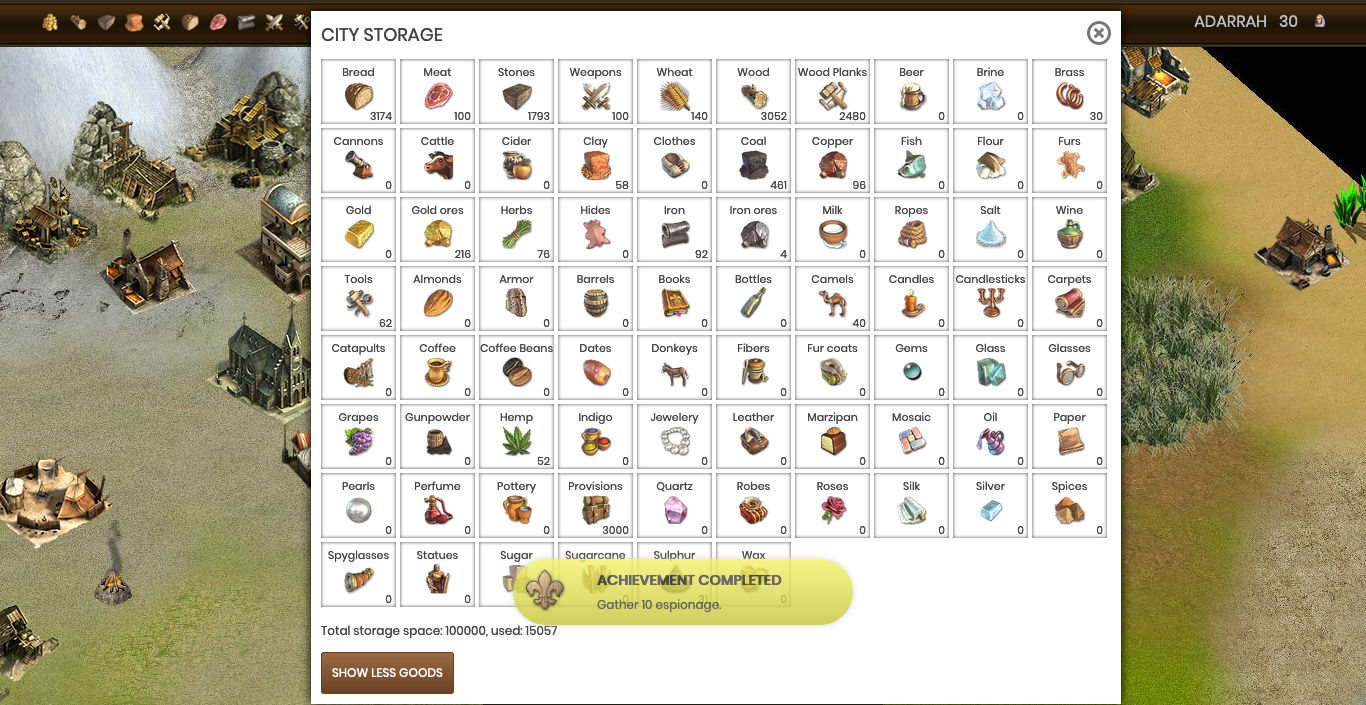 ADARRAH 30
CITY STORAGE
Bread Meat Stones Weapons Wheat Wood Wood Planks Beer Brine Brass
3174 100 1793 100 140 3052 2480 0 0 30
Cannons Cattle Cider Clay Clothes Coal Copper Fish Flour Furs
0 0 0 58 0 461 96 0 0 0
Gold Gold ores Herbs Hides Iron Iron ores Milk Ropes Salt Wine
0 216 76 0 92 4 0 0 0 0
Tools Almonds Armor Barrels Books Bottles Camels Candles Candlesticks Carpets
62 0 0 0 0 0 40 0 0 0
Catapults Coffee Coffee Beans Dates Donkeys Fibers Fur coats Gems Glass Glasses
0 0 0 0 0 0 0 0 0 0
Grapes Gunpowder Hemp Indigo Jewelery Leather Marzipan Mosaic Oil Paper
0 0 52 0 0 0 0 0 0 0
Pearls Perfume Pottery Provisions Quartz Robes Roses Silk Silver Spices
0 0 0 3000 0 0 0 0 0 0
Spyglasses Statues Sugar Sugarcane Sulphur Wax
0 0 31 0
ACHIEVEMENT COMPLETED
Gather 10 espionage.
Total storage space: 100000, used: 15057
SHOW LESS GOODS